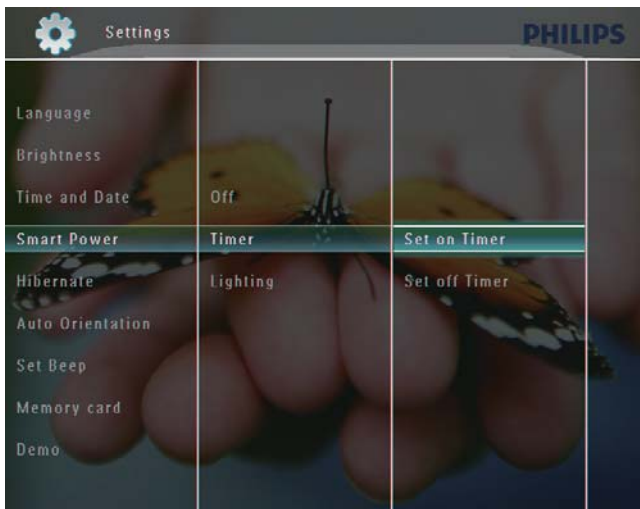 Settings
PHILIPS
Language
Brightness
Time and Date
Off
Smart Power
Timer
Set on Timer
Hibernate
Lighting
Set off Timer
Auto Orientation
Set Beep
Memory card
Demo